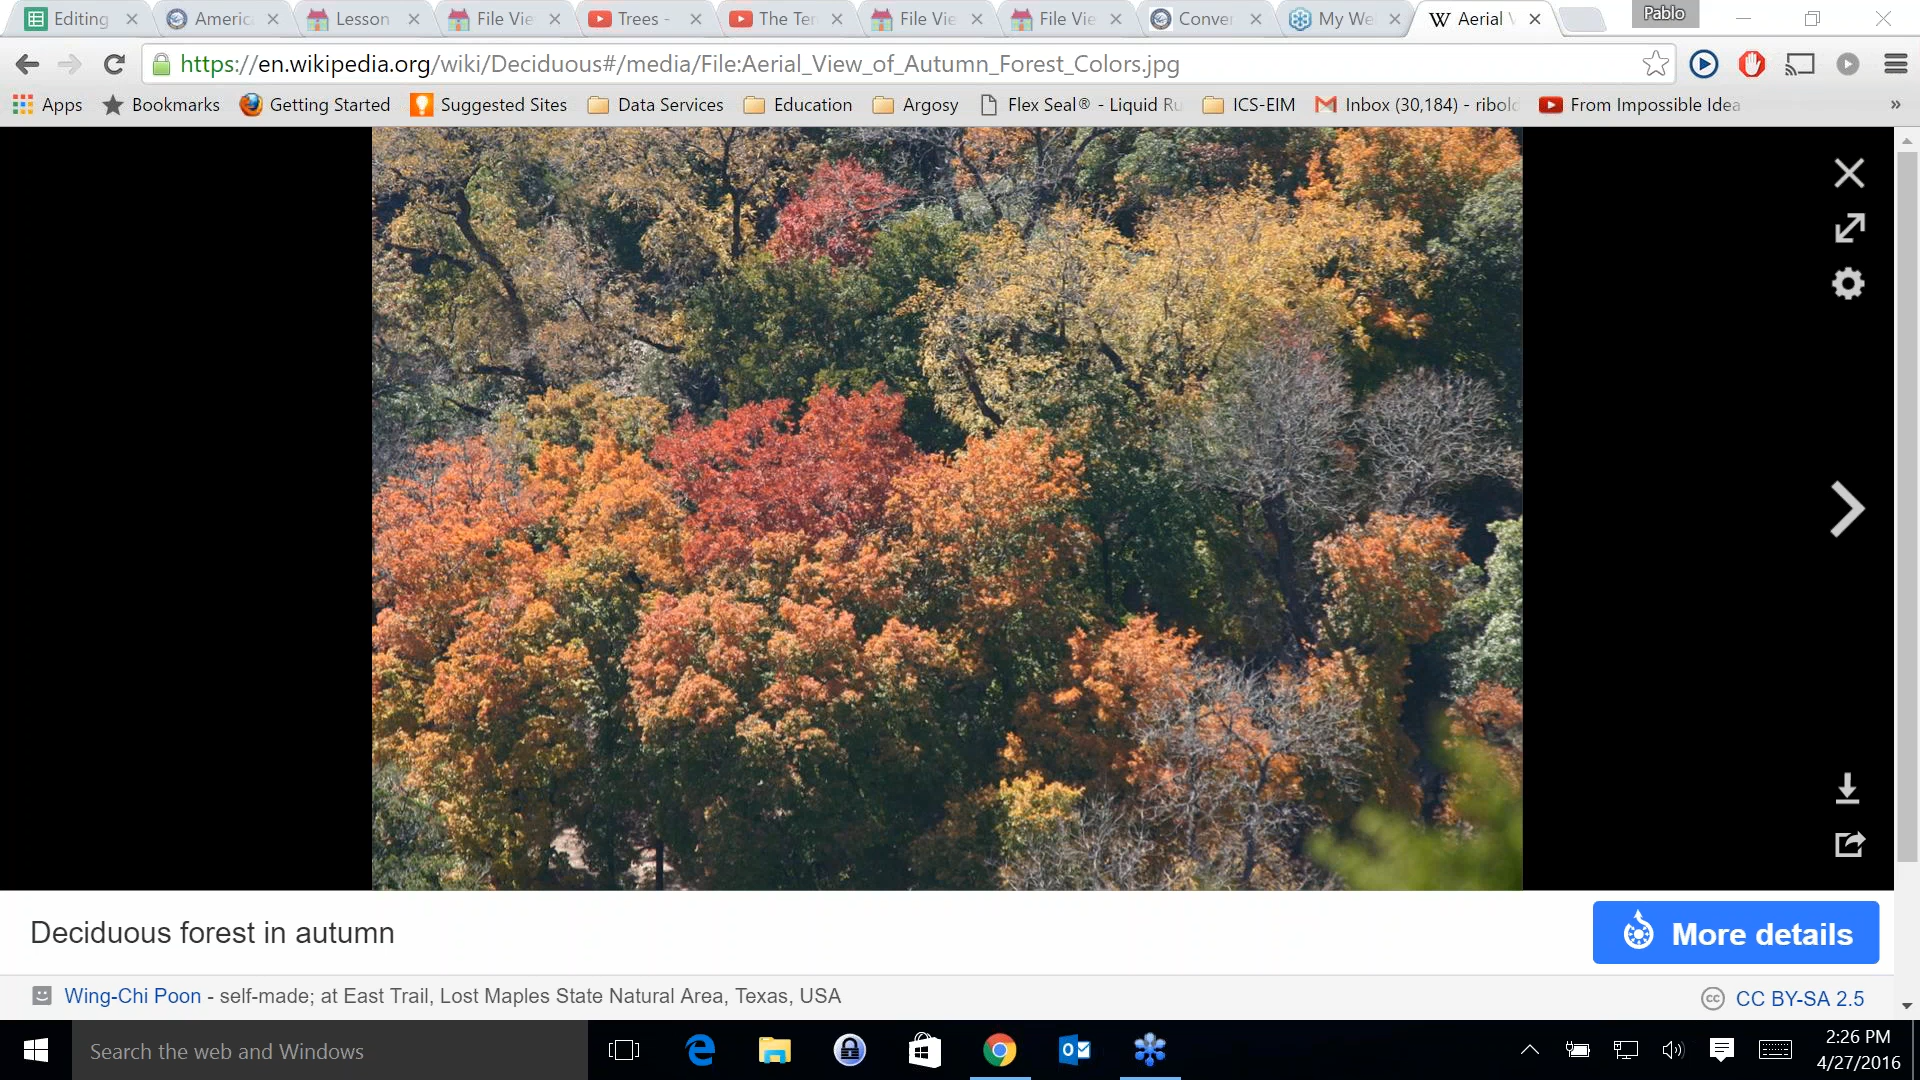 Editing
America
Lesson
File Vie
Trees -
The Ter
File Vie
File Vie
Conver
My We
Aerial V
Pablo
https://en.wikipedia.org/wiki/Deciduous#/media/File:Aerial_View_of_Autumn_Forest_Colors.jpg
Apps
Bookmarks
Getting Started
Suggested Sites
Data Services
Education
Argosy
Flex Seal® - Liquid Ru
ICS-EIM
Inbox (30,184) - ribold
From Impossible Idea
Deciduous forest in autumn
More details
Wing-Chi Poon - self-made; at East Trail, Lost Maples State Natural Area, Texas, USA
CC BY-SA 2.5
Search the web and Windows
2:26 PM
4/27/2016